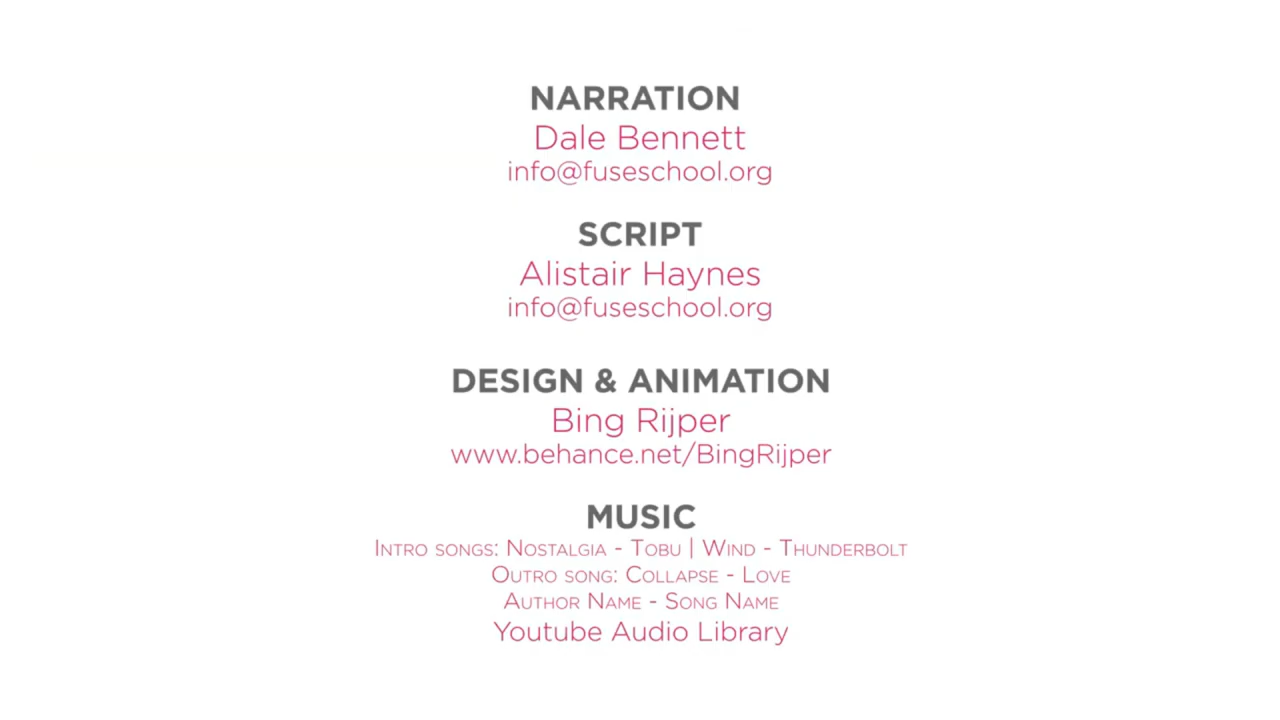 NARRATION
Dale Bennett
info@fuseschool.org
SCRIPT
Alistair Haynes
info@fuseschool.org
DESIGN & ANIMATION
Bing Rijper
www.behance.net/BingRijper
MUSIC
Intro songs: Nostalgia - Tobu | Wind - Thunderbolt
Outro song: Collapse - Love
Author Name - Song Name
Youtube Audio Library